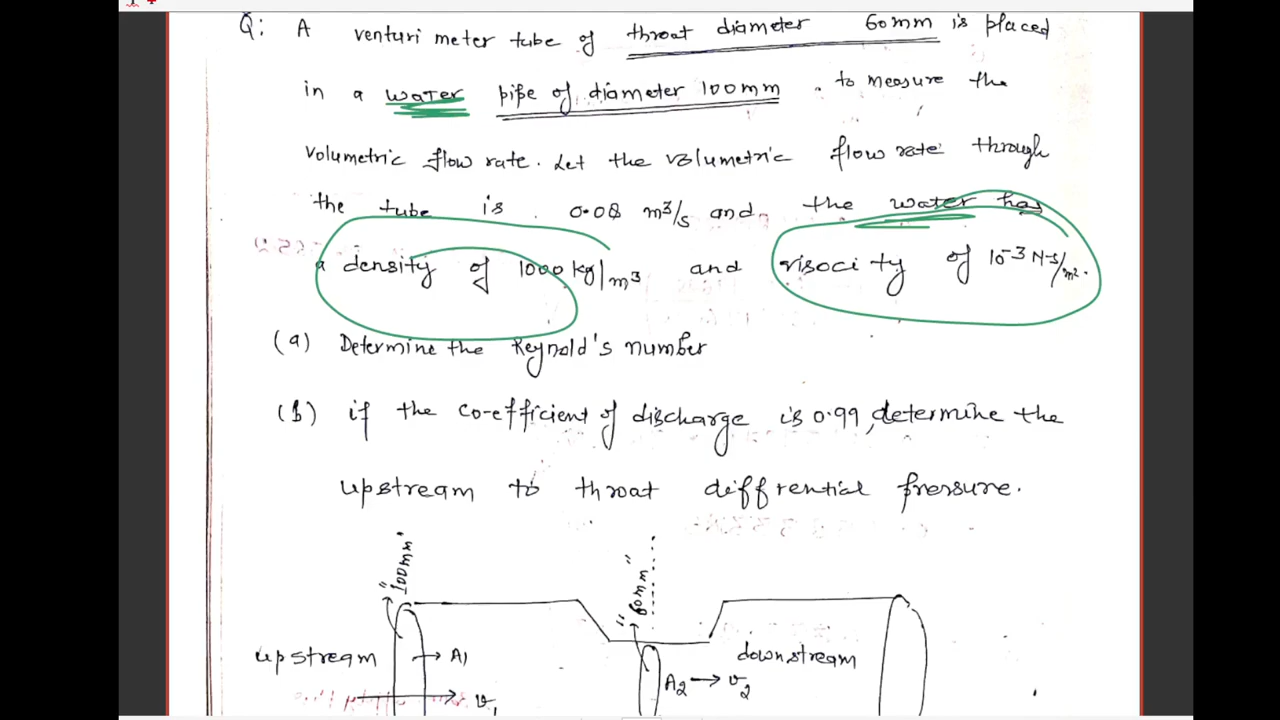 Q: A venturi meter tube of throat diameter 60mm is placed
in a water pipe of diameter 100mm . to measure the
volumetric flow rate. Let the volumetric flow rate through
the tube is 0.08 m³/s and the water has
a density of 1000 kg/m³ and visocity of 10⁻³ N-s/m².
(a) Determine the Reynold's number
(b) if the co-efficient of discharge is 0.99, determine the
upstream to throat diffrential pressure.
"100mm"
"60mm"
upstream → A₁
downstream
A₂ → v₂
v₁